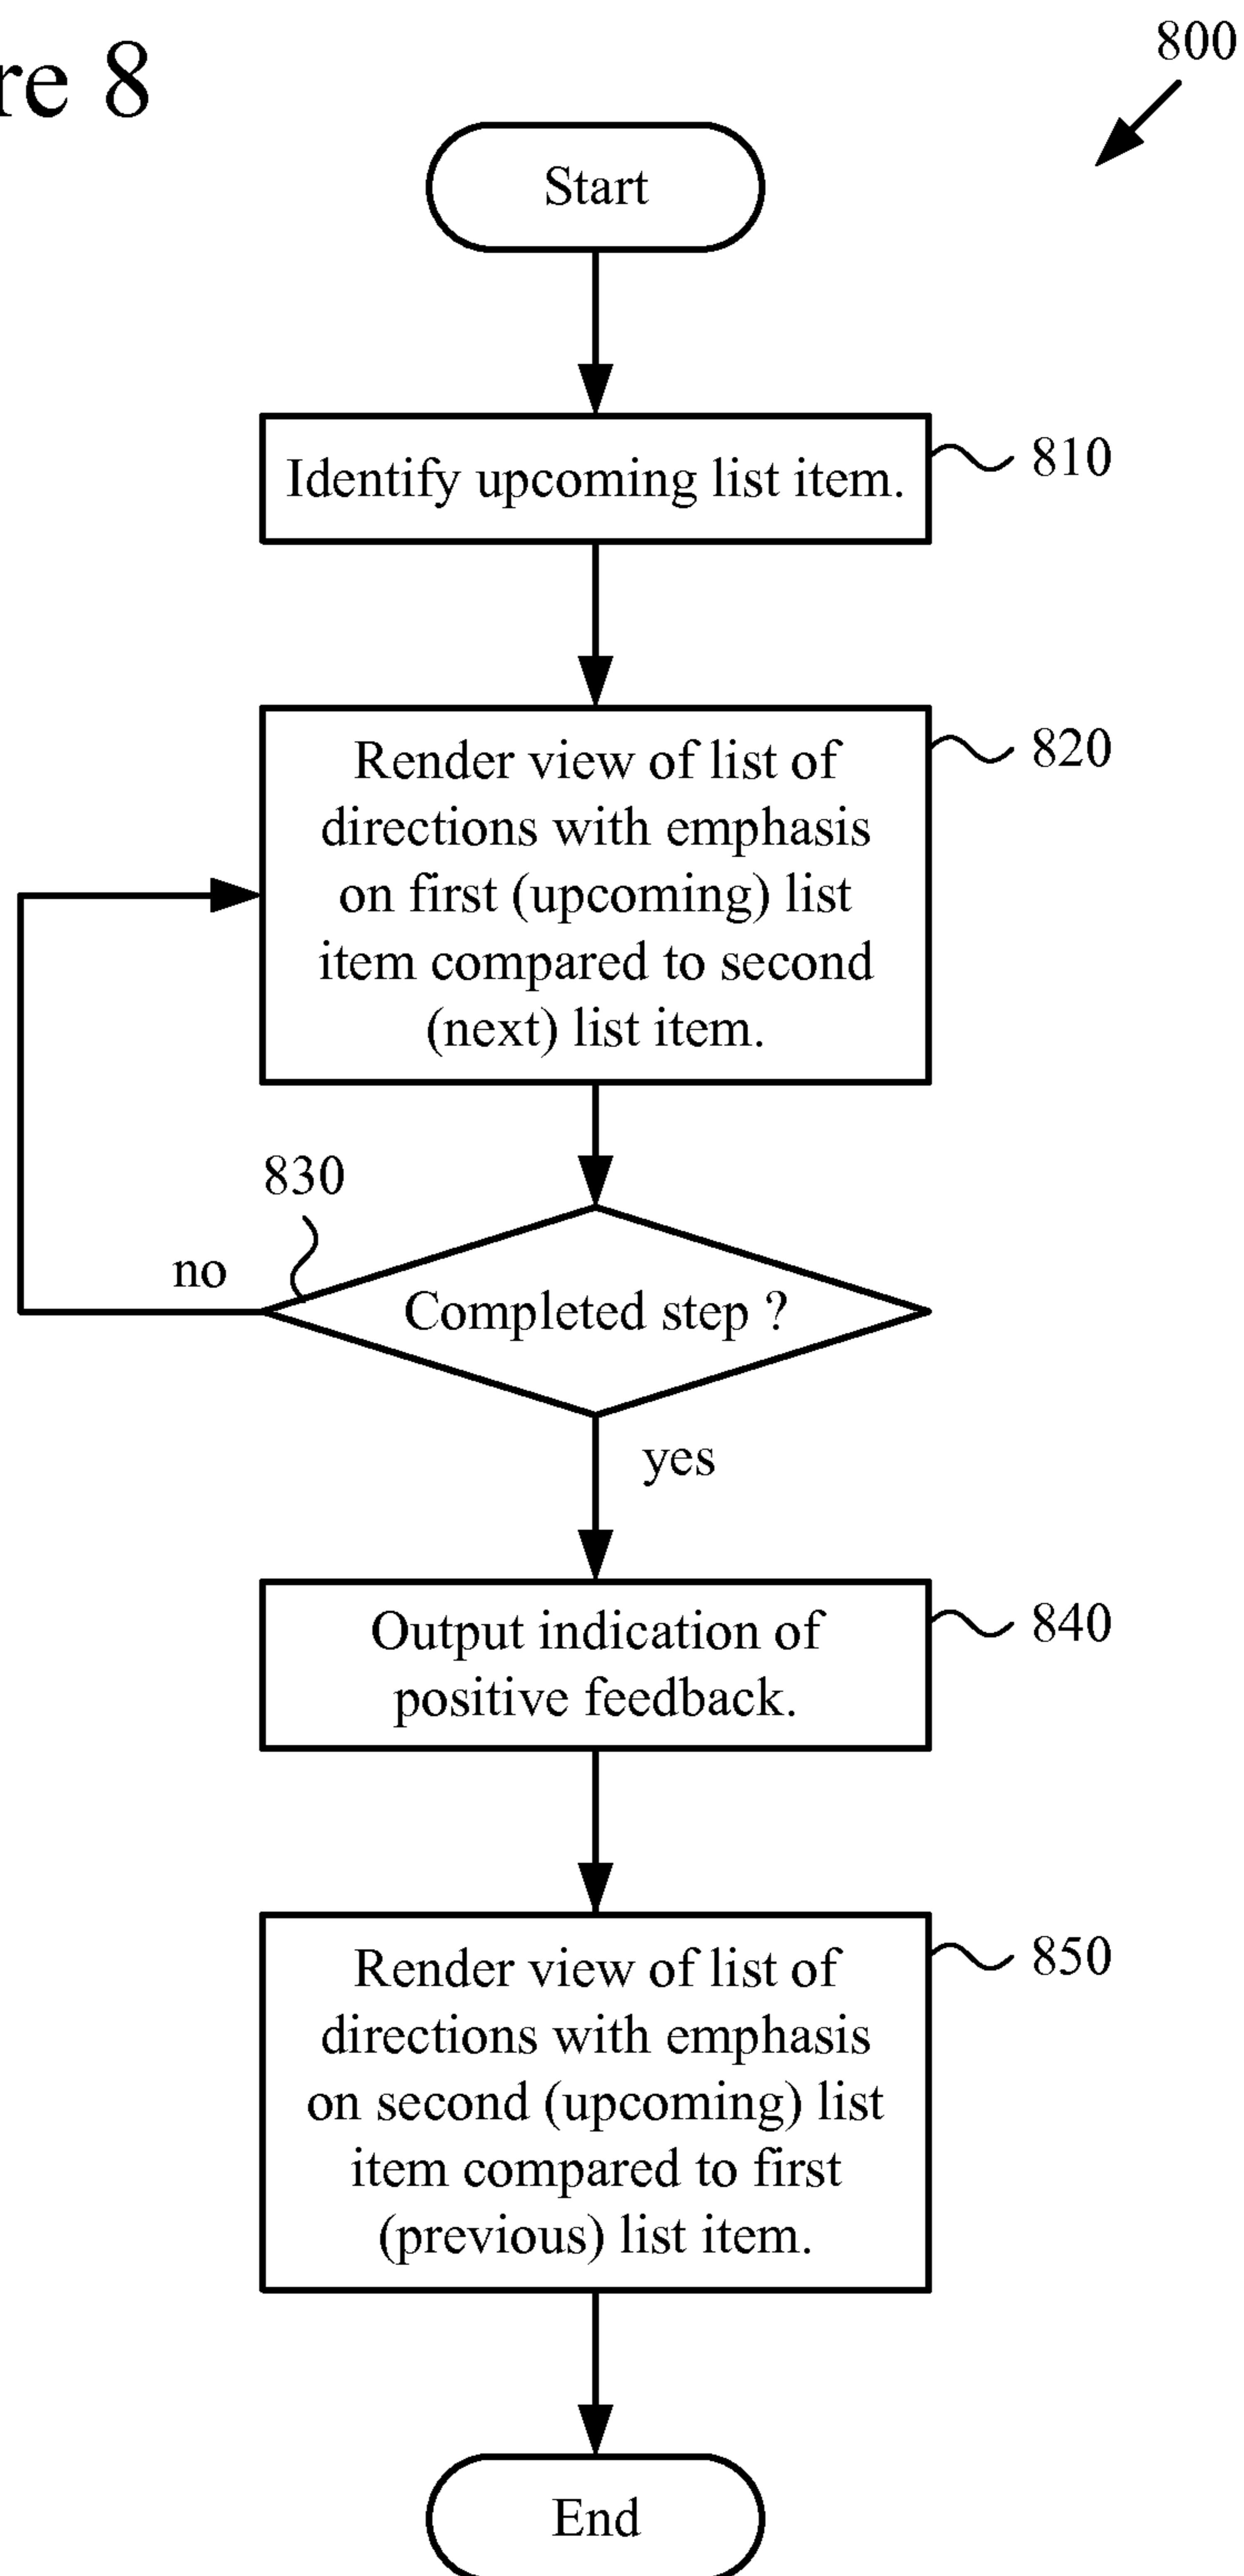 re 8
800
Start
Identify upcoming list item.
810
Render view of list of
directions with emphasis
on first (upcoming) list
item compared to second
(next) list item.
820
830
no
Completed step ?
yes
Output indication of
positive feedback.
840
Render view of list of
directions with emphasis
on second (upcoming) list
item compared to first
(previous) list item.
850
End